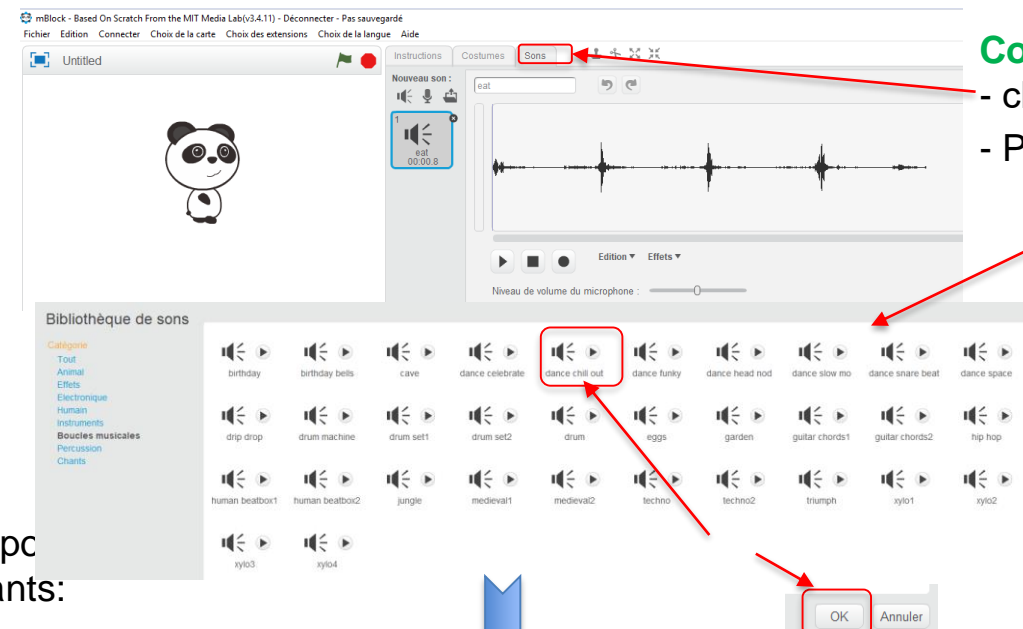 mBlock - Based On Scratch From the MIT Media Lab(v3.4.11) - Déconnecter - Pas sauvegardé
Fichier Edition Connecter Choix de la carte Choix des extensions Choix de la langue Aide
Untitled
Instructions Costumes Sons
Nouveau son :
eat
1
eat
00:00.8
Edition Effets
Niveau de volume du microphone :
Co
- cl
- P
Bibliothèque de sons
Catégorie
Tout
Animal
Effets
Electronique
Humain
Instruments
Boucles musicales
Percussion
Chants
birthday birthday bells cave dance celebrate dance chill out dance funky dance head nod dance slow mo dance snare beat dance space
drip drop drum machine drum set1 drum set2 drum eggs garden guitar chords1 guitar chords2 hip hop
human beatbox1 human beatbox2 jungle medieval1 medieval2 techno techno2 triumph xylo1 xylo2
xylo3 xylo4
po
ants:
OK Annuler